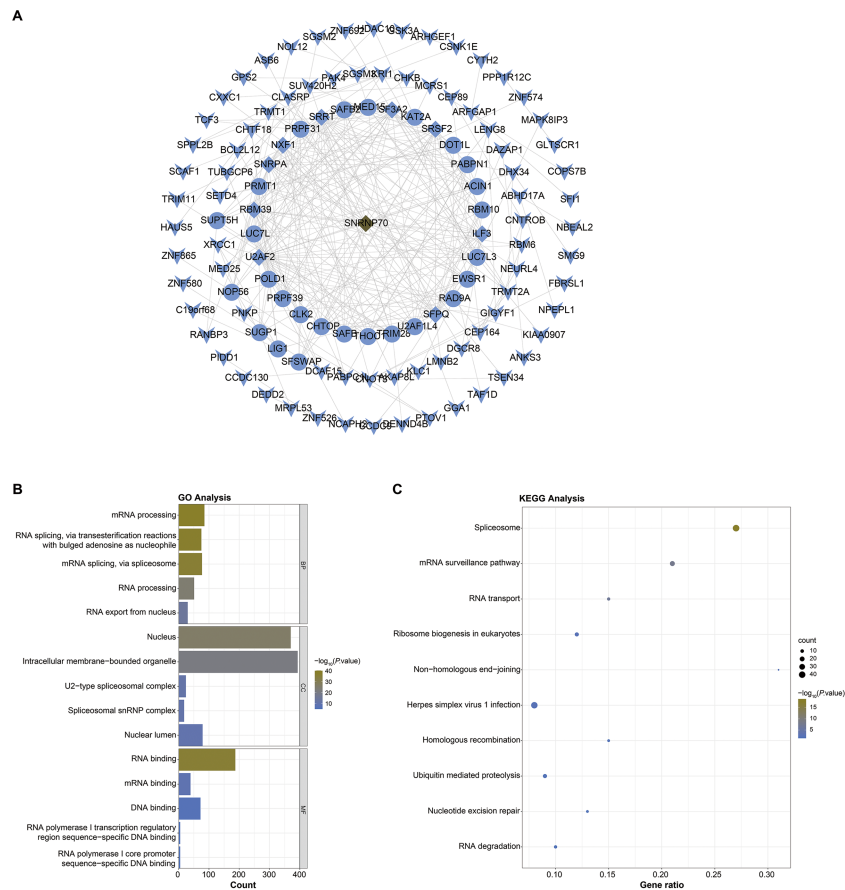 A
ZNF692
HDAC10
GSK3A
SGSM2
ARHGEF1
NOL12
CSNK1E
ASB6
CYTH2
GPS2
PPP1R12C
SGSM3
KRI1
PAK4
CHKB
SUV420H2
MCRS1
CXXC1
CLASRP
CEP89
ZNF574
TRMT1
SAFB2
MED15
SF3A2
ARFGAP1
TCF3
SRRT
KAT2A
MAPK8IP3
CHTF18
PRPF31
SRSF2
LENG8
SPPL2B
BCL2L12
NXF1
DOT1L
DAZAP1
GLTSCR1
SCAF1
TUBGCP6
SNRPA
PABPN1
DHX34
COPS7B
TRIM11
SETD4
PRMT1
ACIN1
ABHD17A
SFI1
HAUS5
SUPT5H
RBM39
SNRNP70
RBM10
CNTROB
NBEAL2
XRCC1
LUC7L
ILF3
RBM6
ZNF865
MED25
U2AF2
LUC7L3
NEURL4
SMG9
ZNF580
NOP56
POLD1
EWSR1
TRMT2A
FBRSL1
C19orf68
PNKP
PRPF39
RAD9A
GIGYF1
NPEPL1
RANBP3
SUGP1
CLK2
CHTOP
SAFB
THOC1
TRIM28
U2AF1L4
SFPQ
CEP164
KIAA0907
PIDD1
LIG1
DGCR8
ANKS3
CCDC130
SFSWAP
LMNB2
TSEN34
DCAF15
CNOT3
AKAP8L
KLC1
DEDD2
TAF1D
MRPL53
GGA1
ZNF526
PTOV1
NCAPH2
DENND4B
B
GO Analysis
mRNA processing
RNA splicing, via transesterification reactions
with bulged adenosine as nucleophile
mRNA splicing, via spliceosome
RNA processing
RNA export from nucleus
BP
Nucleus
Intracellular membrane-bounded organelle
U2-type spliceosomal complex
Spliceosomal snRNP complex
Nuclear lumen
CC
RNA binding
mRNA binding
DNA binding
RNA polymerase I transcription regulatory
region sequence-specific DNA binding
RNA polymerase I core promoter
sequence-specific DNA binding
MF
0 100 200 300 400
Count
−log10(P.value)
40
30
20
10
C
KEGG Analysis
Spliceosome
mRNA surveillance pathway
RNA transport
Ribosome biogenesis in eukaryotes
Non-homologous end-joining
Herpes simplex virus 1 infection
Homologous recombination
Ubiquitin mediated proteolysis
Nucleotide excision repair
RNA degradation
0.10 0.15 0.20 0.25 0.30
Gene ratio
count
10
20
30
40
−log10(P.value)
15
10
5